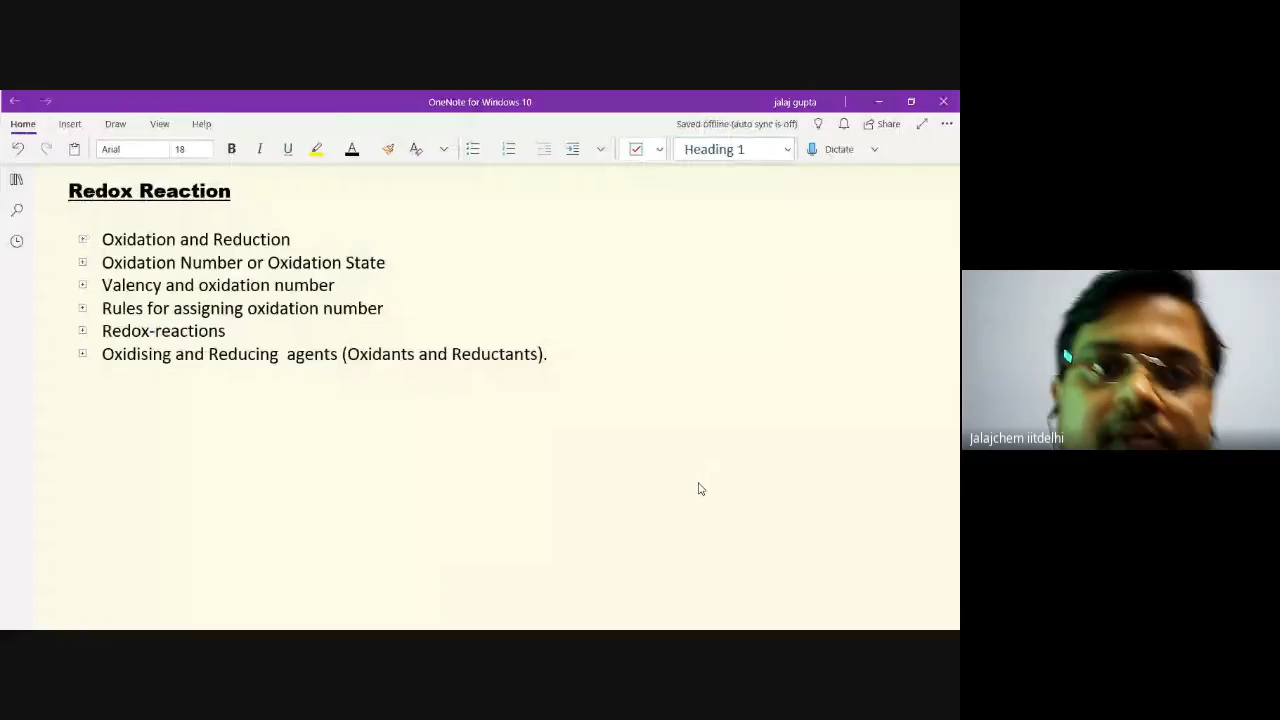 OneNote for Windows 10
jalaj gupta
Home Insert Draw View Help
Saved offline (auto sync is off)
Share
Arial 18 B I U A
Heading 1
Dictate
Redox Reaction
Oxidation and Reduction
Oxidation Number or Oxidation State
Valency and oxidation number
Rules for assigning oxidation number
Redox-reactions
Oxidising and Reducing agents (Oxidants and Reductants).
Jalajchem iitdelhi